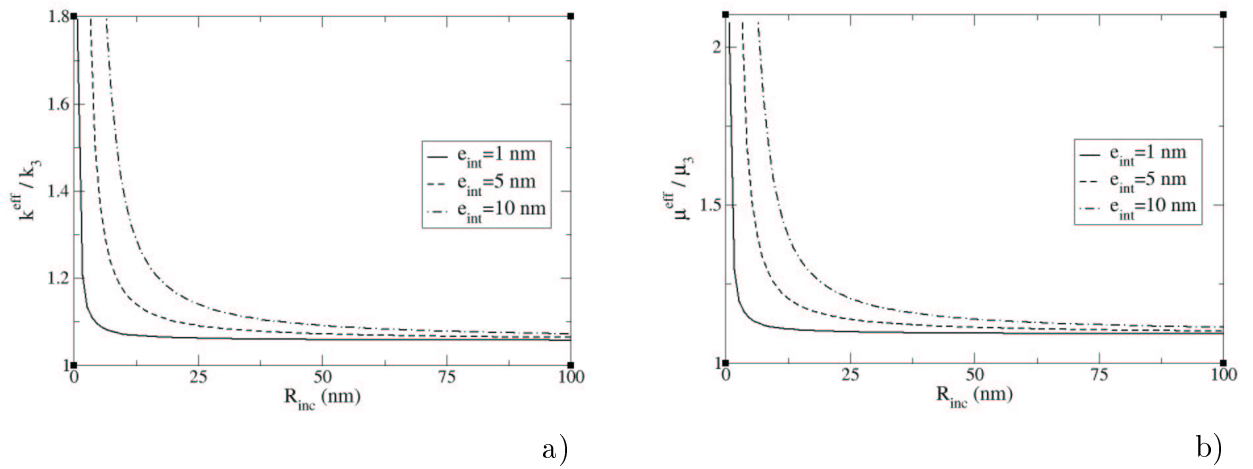 1.8
1.6
1.4
1.2
1
k^eff / k_3
e_int=1 nm
e_int=5 nm
e_int=10 nm
0 25 50 75 100
R_inc (nm)
a)
2
1.5
1
μ^eff / μ_3
e_int=1 nm
e_int=5 nm
e_int=10 nm
0 25 50 75 100
R_inc (nm)
b)